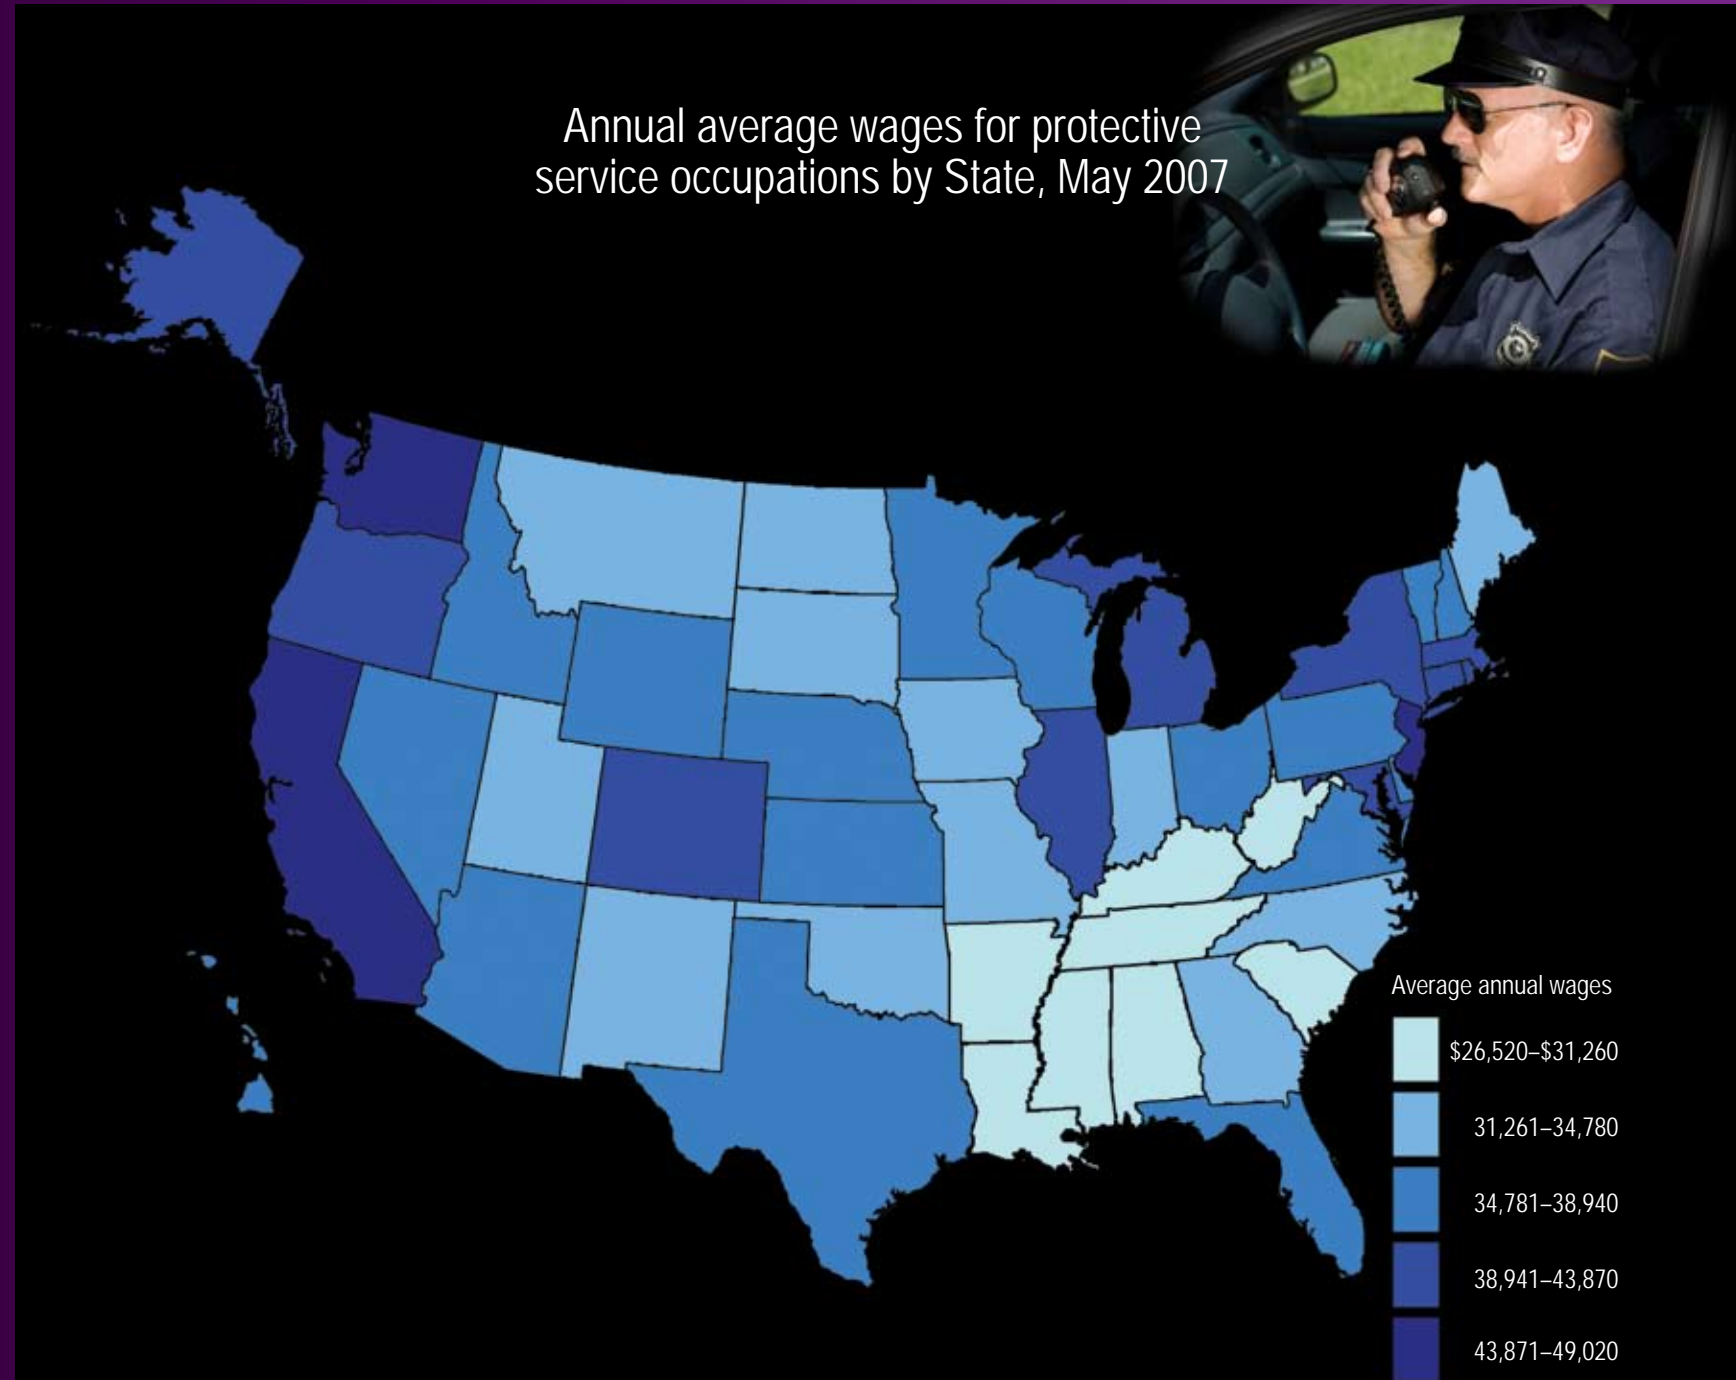 Annual average wages for protective
service occupations by State, May 2007
Average annual wages
$26,520–$31,260
31,261–34,780
34,781–38,940
38,941–43,870
43,871–49,020